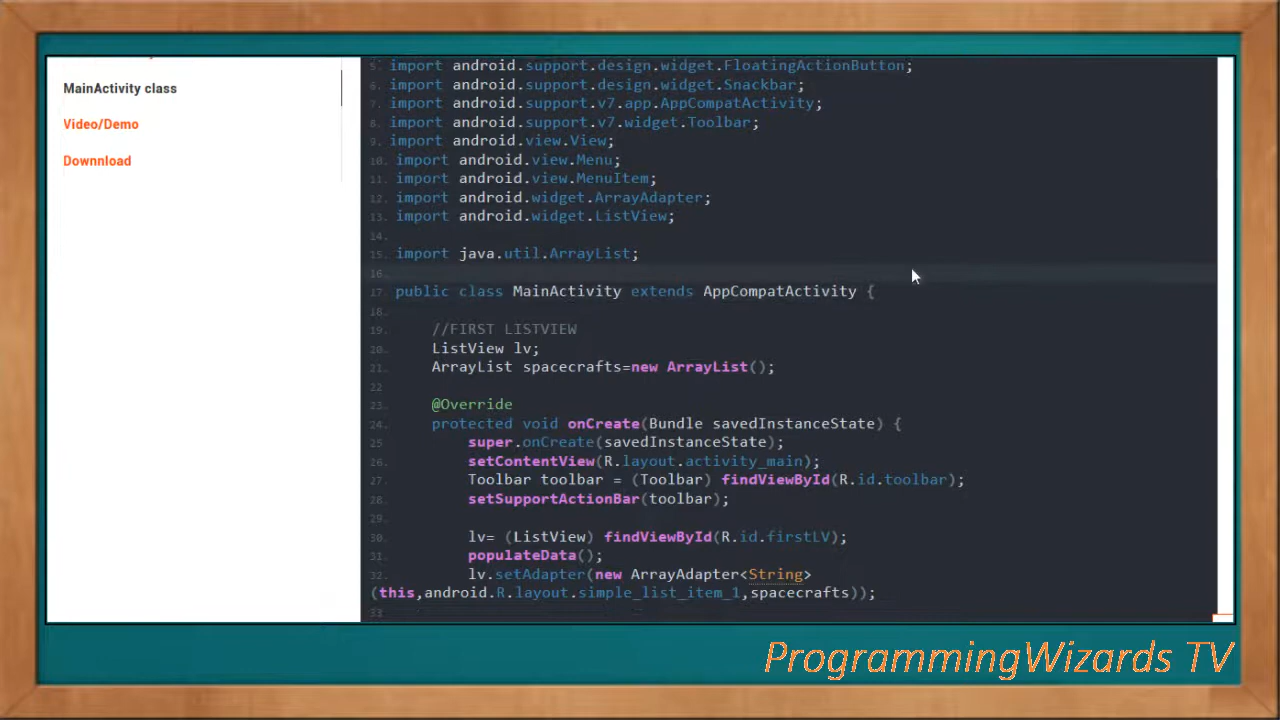 MainActivity class
Video/Demo
Downnload
5. import android.support.design.widget.FloatingActionButton;
6. import android.support.design.widget.Snackbar;
7. import android.support.v7.app.AppCompatActivity;
8. import android.support.v7.widget.Toolbar;
9. import android.view.View;
10. import android.view.Menu;
11. import android.view.MenuItem;
12. import android.widget.ArrayAdapter;
13. import android.widget.ListView;
14.
15. import java.util.ArrayList;
16.
17. public class MainActivity extends AppCompatActivity {
18.
19. //FIRST LISTVIEW
20. ListView lv;
21. ArrayList spacecrafts=new ArrayList();
22
23. @Override
24. protected void onCreate(Bundle savedInstanceState) {
25 super.onCreate(savedInstanceState);
26. setContentView(R.layout.activity_main);
27. Toolbar toolbar = (Toolbar) findViewById(R.id.toolbar);
28. setSupportActionBar(toolbar);
29.
30. lv= (ListView) findViewById(R.id.firstLV);
31. populateData();
32. lv.setAdapter(new ArrayAdapter<String>
(this,android.R.layout.simple_list_item_1,spacecrafts));
33
ProgrammingWizards TV